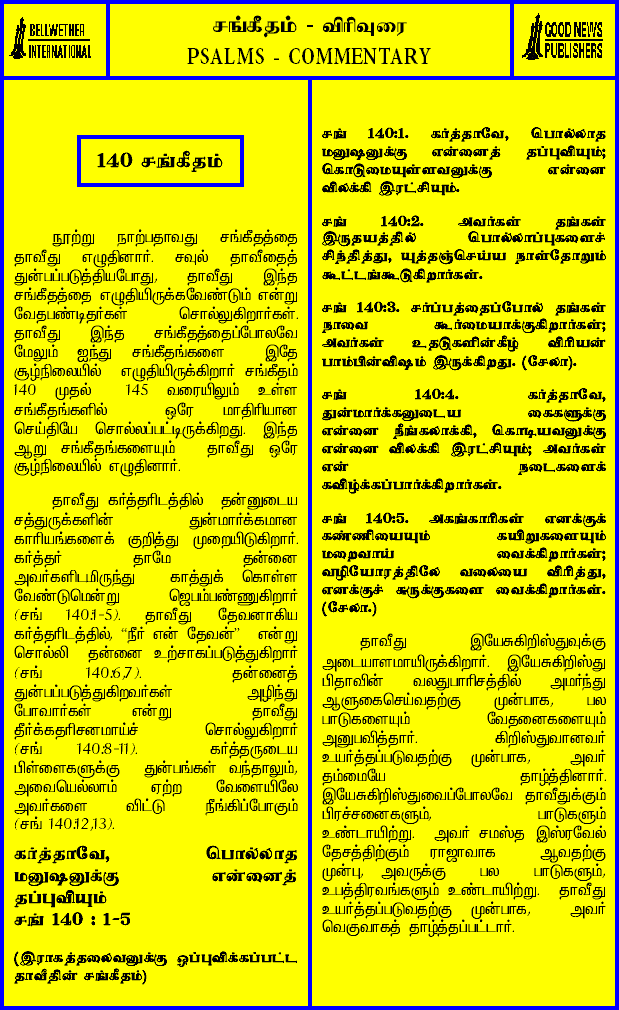 BELLWETHER
INTERNATIONAL
சங்கீதம் - விரிவுரை
PSALMS - COMMENTARY
GOOD NEWS
PUBLISHERS
140 சங்கீதம்
நூற்று நாற்பதாவது சங்கீதத்தை
தாவீது எழுதினார். சவுல் தாவீதைத்
துன்பப்படுத்தியபோது, தாவீது இந்த
சங்கீதத்தை எழுதியிருக்கவேண்டும் என்று
வேதபண்டிதர்கள் சொல்லுகிறார்கள்.
தாவீது இந்த சங்கீதத்தைப்போலவே
மேலும் ஐந்து சங்கீதங்களை இதே
சூழ்நிலையில் எழுதியிருக்கிறார் சங்கீதம்
140 முதல் 145 வரையிலும் உள்ள
சங்கீதங்களில் ஒரே மாதிரியான
செய்தியே சொல்லப்பட்டிருக்கிறது. இந்த
ஆறு சங்கீதங்களையும் தாவீது ஒரே
சூழ்நிலையில் எழுதினார்.
தாவீது கர்த்தரிடத்தில் தன்னுடைய
சத்துருக்களின் துன்மார்க்கமான
காரியங்களைக் குறித்து முறையிடுகிறார்.
கர்த்தர் தாமே தன்னை
அவர்களிடமிருந்து காத்துக் கொள்ள
வேண்டுமென்று ஜெபம்பண்ணுகிறார்
(சங் 140:1-5). தாவீது தேவனாகிய
கர்த்தரிடத்தில், “நீர் என் தேவன்” என்று
சொல்லி தன்னை உற்சாகப்படுத்துகிறார்
(சங் 140:6,7). தன்னைத்
துன்பப்படுத்துகிறவர்கள் அழிந்து
போவார்கள் என்று தாவீது
தீர்க்கதரிசனமாய்ச் சொல்லுகிறார்
(சங் 140:8-11). கர்த்தருடைய
பிள்ளைகளுக்கு துன்பங்கள் வந்தாலும்,
அவையெல்லாம் ஏற்ற வேளையிலே
அவர்களை விட்டு நீங்கிப்போகும்
(சங் 140:12,13).
கர்த்தாவே, பொல்லாத
மனுஷனுக்கு என்னைத்
தப்புவியும்
சங் 140 : 1-5
(இராகத்தலைவனுக்கு ஒப்புவிக்கப்பட்ட
தாவீதின் சங்கீதம்)
சங் 140:1. கர்த்தாவே, பொல்லாத
மனுஷனுக்கு என்னைத் தப்புவியும்;
கொடுமையுள்ளவனுக்கு என்னை
விலக்கி இரட்சியும்.
சங் 140:2. அவர்கள் தங்கள்
இருதயத்தில் பொல்லாப்புகளைச்
சிந்தித்து, யுத்தஞ்செய்ய நாள்தோறும்
கூட்டங்கூடுகிறார்கள்.
சங் 140:3. சர்ப்பத்தைப்போல் தங்கள்
நாவை கூர்மையாக்குகிறார்கள்;
அவர்கள் உதடுகளின்கீழ் விரியன்
பாம்பின்விஷம் இருக்கிறது. (சேலா).
சங் 140:4. கர்த்தாவே,
துன்மார்க்கனுடைய கைகளுக்கு
என்னை நீங்கலாக்கி, கொடியவனுக்கு
என்னை விலக்கி இரட்சியும்; அவர்கள்
என் நடைகளைக்
கவிழ்க்கப்பார்க்கிறார்கள்.
சங் 140:5. அகங்காரிகள் எனக்குக்
கண்ணியையும் கயிறுகளையும்
மறைவாய் வைக்கிறார்கள்;
வழியோரத்திலே வலையை விரித்து,
எனக்குச் சுருக்குகளை வைக்கிறார்கள்.
(சேலா.)
தாவீது இயேசுகிறிஸ்துவுக்கு
அடையாளமாயிருக்கிறார். இயேசுகிறிஸ்து
பிதாவின் வலதுபாரிசத்தில் அமர்ந்து
ஆளுகைசெய்வதற்கு முன்பாக, பல
பாடுகளையும் வேதனைகளையும்
அனுபவித்தார். கிறிஸ்துவானவர்
உயர்த்தப்படுவதற்கு முன்பாக, அவர்
தம்மையே தாழ்த்தினார்.
இயேசுகிறிஸ்துவைப்போலவே தாவீதுக்கும்
பிரச்சனைகளும், பாடுகளும்
உண்டாயிற்று. அவர் சமஸ்த இஸ்ரவேல்
தேசத்திற்கும் ராஜாவாக ஆவதற்கு
முன்பு, அவருக்கு பல பாடுகளும்,
உபத்திரவங்களும் உண்டாயிற்று. தாவீது
உயர்த்தப்படுவதற்கு முன்பாக, அவர்
வெகுவாகத் தாழ்த்தப்பட்டார்.